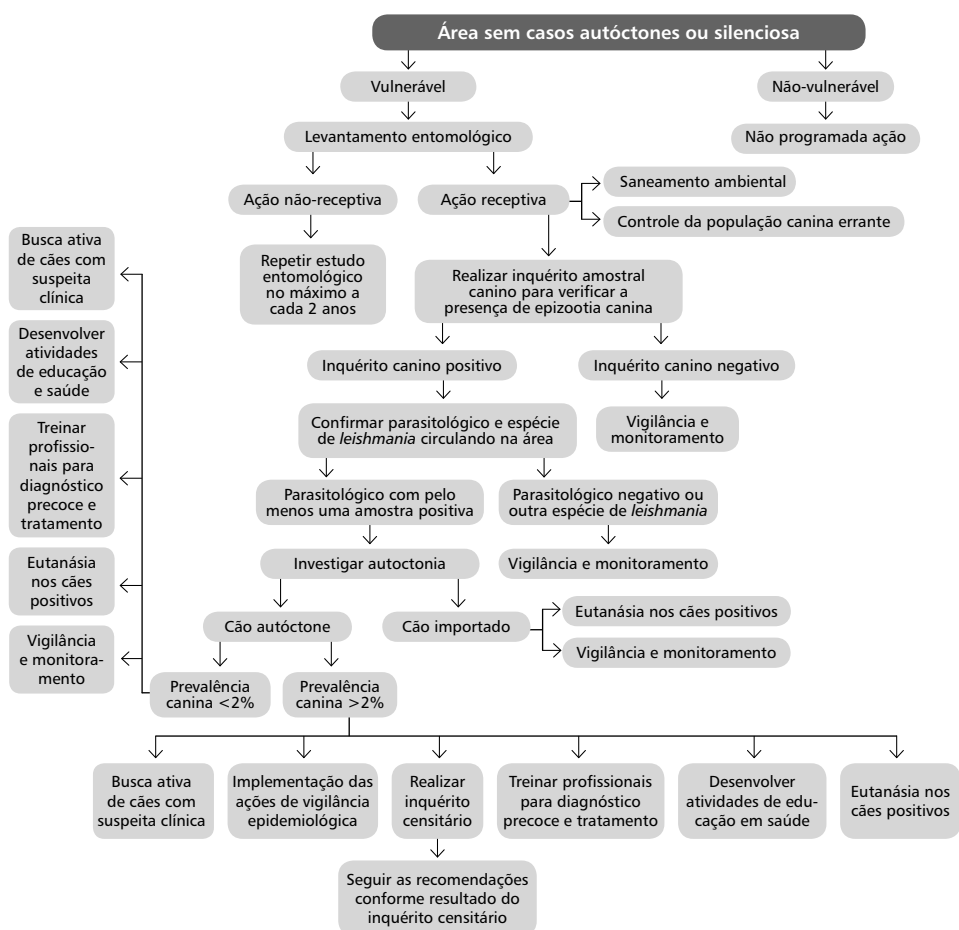 Área sem casos autóctones ou silenciosa
Vulnerável
Não-vulnerável
Levantamento entomológico
Não programada ação
Ação não-receptiva
Ação receptiva
Saneamento ambiental
Controle da população canina errante
Repetir estudo
entomológico
no máximo a
cada 2 anos
Realizar inquérito amostral
canino para verificar a
presença de epizootia canina
Inquérito canino positivo
Inquérito canino negativo
Confirmar parasitológico e espécie
de leishmania circulando na área
Vigilância e
monitoramento
Parasitológico com pelo
menos uma amostra positiva
Parasitológico negativo ou
outra espécie de leishmania
Investigar autoctonia
Vigilância e monitoramento
Cão autóctone
Cão importado
Eutanásia nos cães positivos
Vigilância e monitoramento
Prevalência
canina <2%
Prevalência
canina >2%
Busca ativa
de cães com
suspeita
clínica
Desenvolver
atividades
de educação
e saúde
Treinar
profissio-
nais para
diagnóstico
precoce e
tratamento
Eutanásia
nos cães
positivos
Vigilância
e monitora-
mento
Busca ativa
de cães com
suspeita clínica
Implementação das
ações de vigilância
epidemiológica
Realizar
inquérito
censitário
Treinar profissionais
para diagnóstico
precoce e tratamento
Desenvolver
atividades de edu-
cação em saúde
Eutanásia nos
cães positivos
Seguir as recomendações
conforme resultado do
inquérito censitário